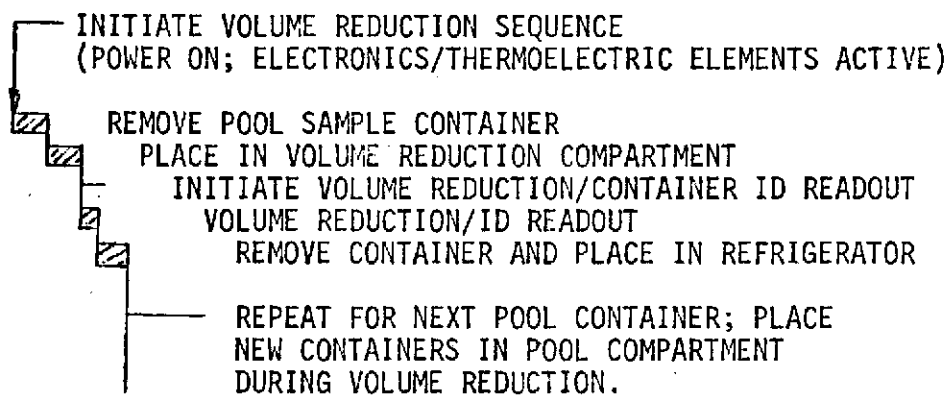 INITIATE VOLUME REDUCTION SEQUENCE
(POWER ON; ELECTRONICS/THERMOELECTRIC ELEMENTS ACTIVE)
REMOVE POOL SAMPLE CONTAINER
PLACE IN VOLUME REDUCTION COMPARTMENT
INITIATE VOLUME REDUCTION/CONTAINER ID READOUT
VOLUME REDUCTION/ID READOUT
REMOVE CONTAINER AND PLACE IN REFRIGERATOR
REPEAT FOR NEXT POOL CONTAINER; PLACE
NEW CONTAINERS IN POOL COMPARTMENT
DURING VOLUME REDUCTION.